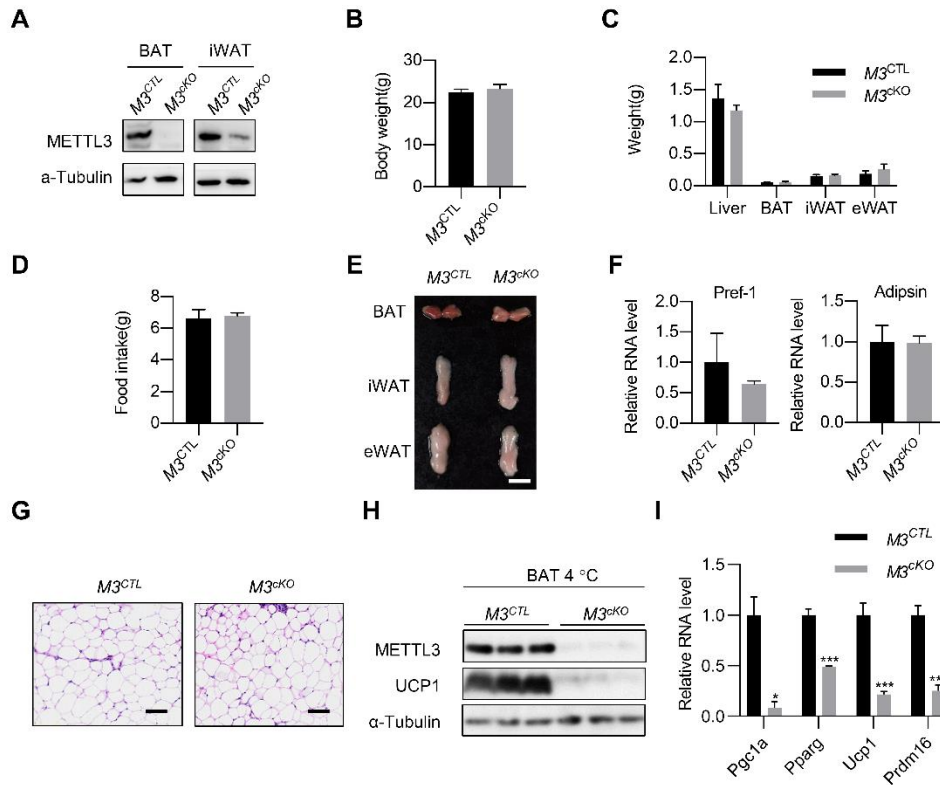 A
BAT iWAT
M3CTL M3cKO M3CTL M3cKO
METTL3
a-Tubulin
B
Body weight(g)
30
20
10
0
M3CTL M3cKO
C
Weight(g)
2.0
1.5
1.0
0.5
0.0
Liver BAT iWAT eWAT
M3CTL
M3cKO
D
Food intake(g)
8
6
4
2
0
M3CTL M3cKO
E
M3CTL M3cKO
BAT
iWAT
eWAT
F
Pref-1
Relative RNA level
2.0
1.5
1.0
0.5
0.0
M3CTL M3cKO
Adipsin
Relative RNA level
1.5
1.0
0.5
0.0
M3CTL M3cKO
G
M3CTL M3cKO
H
BAT 4 °C
M3CTL M3cKO
METTL3
UCP1
α-Tubulin
I
M3CTL
M3cKO
Relative RNA level
1.5
1.0
0.5
0.0
* *** *** **
Pgc1a Pparg Ucp1 Prdm16